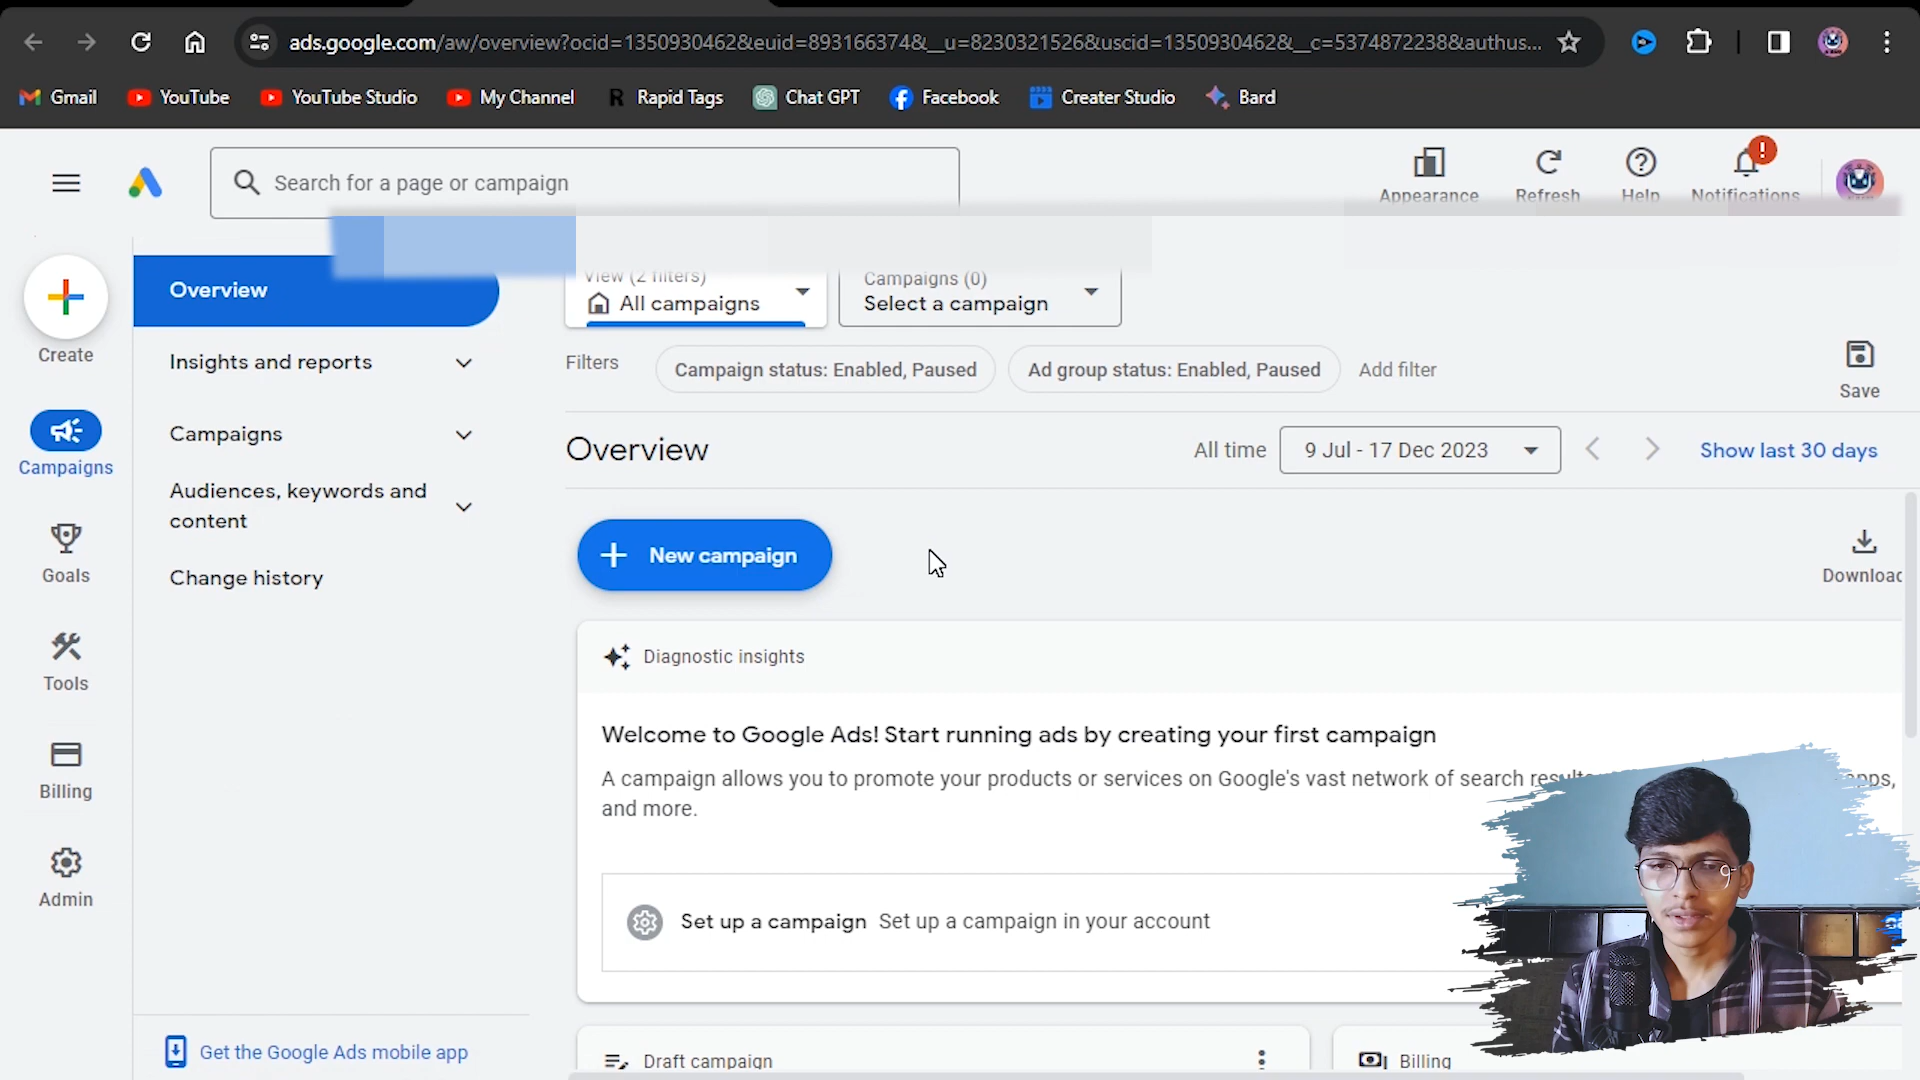 ads.google.com/aw/overview?ocid=1350930462&euid=893166374&__u=8230321526&uscid=1350930462&__c=5374872238&authus...
Gmail YouTube YouTube Studio My Channel Rapid Tags Chat GPT Facebook Creater Studio Bard
Search for a page or campaign
Appearance Refresh Help Notifications
Create
Campaigns
Goals
Tools
Billing
Admin
Overview
Insights and reports
Campaigns
Audiences, keywords and
content
Change history
Get the Google Ads mobile app
View (2 filters)
All campaigns
Campaigns (0)
Select a campaign
Filters Campaign status: Enabled, Paused Ad group status: Enabled, Paused Add filter
Save
Overview All time 9 Jul - 17 Dec 2023 Show last 30 days
New campaign
Download
Diagnostic insights
Welcome to Google Ads! Start running ads by creating your first campaign
A campaign allows you to promote your products or services on Google's vast network of search results apps,
and more.
Set up a campaign Set up a campaign in your account
Draft campaign
Billing